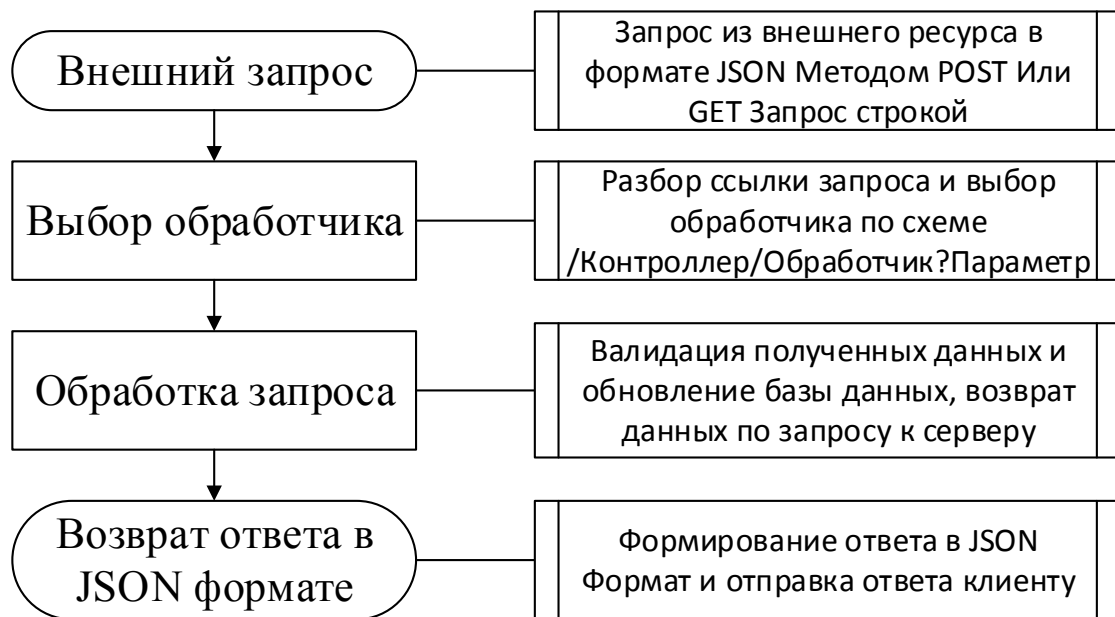 Внешний запрос
Запрос из внешнего ресурса в
формате JSON Методом POST Или
GET Запрос строкой
Выбор обработчика
Разбор ссылки запроса и выбор
обработчика по схеме
/Контроллер/Обработчик?Параметр
Обработка запроса
Валидация полученных данных и
обновление базы данных, возврат
данных по запросу к серверу
Возврат ответа в
JSON формате
Формирование ответа в JSON
Формат и отправка ответа клиенту